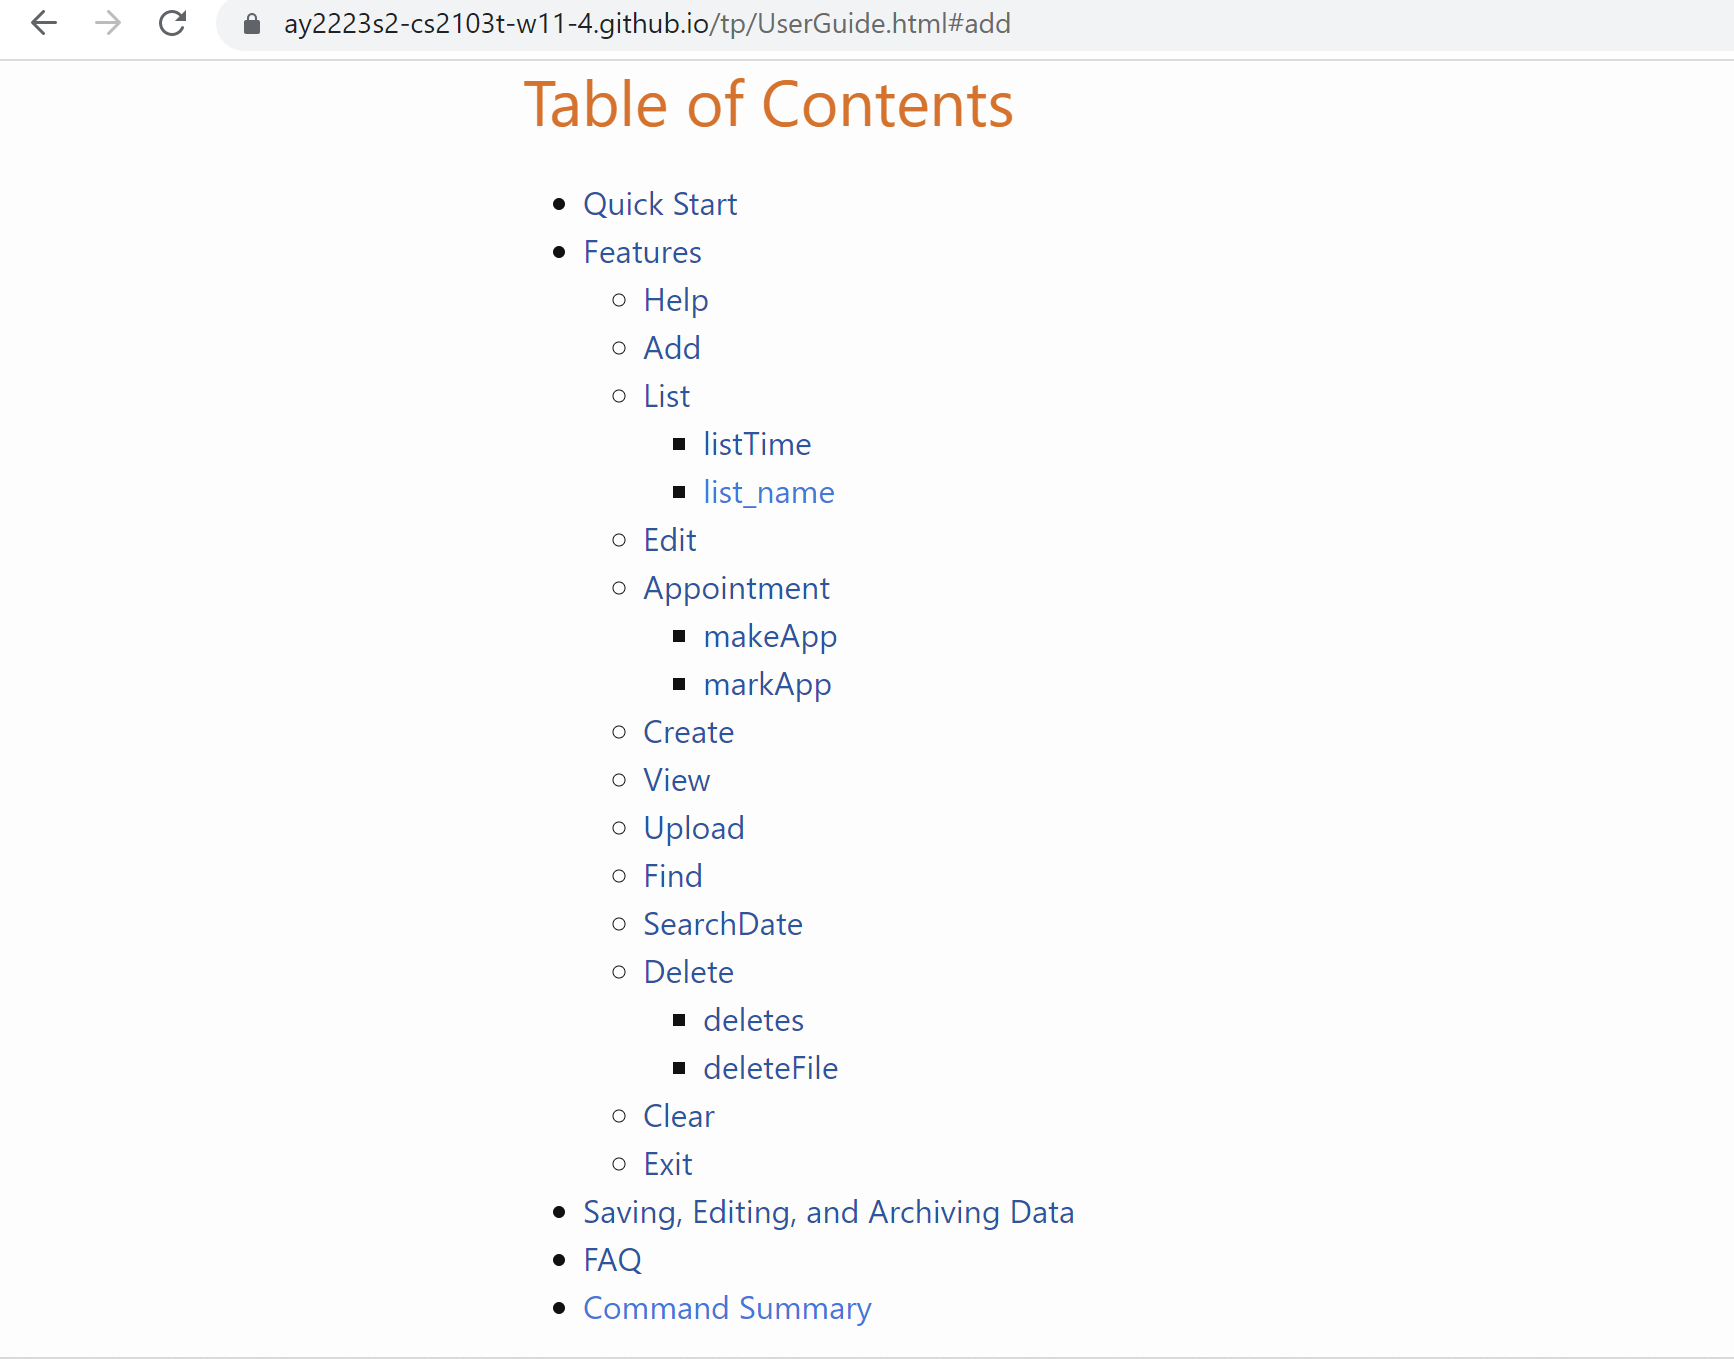 ay2223s2-cs2103t-w11-4.github.io/tp/UserGuide.html#add
Table of Contents
Quick Start
Features
Help
Add
List
listTime
list_name
Edit
Appointment
makeApp
markApp
Create
View
Upload
Find
SearchDate
Delete
deletes
deleteFile
Clear
Exit
Saving, Editing, and Archiving Data
FAQ
Command Summary